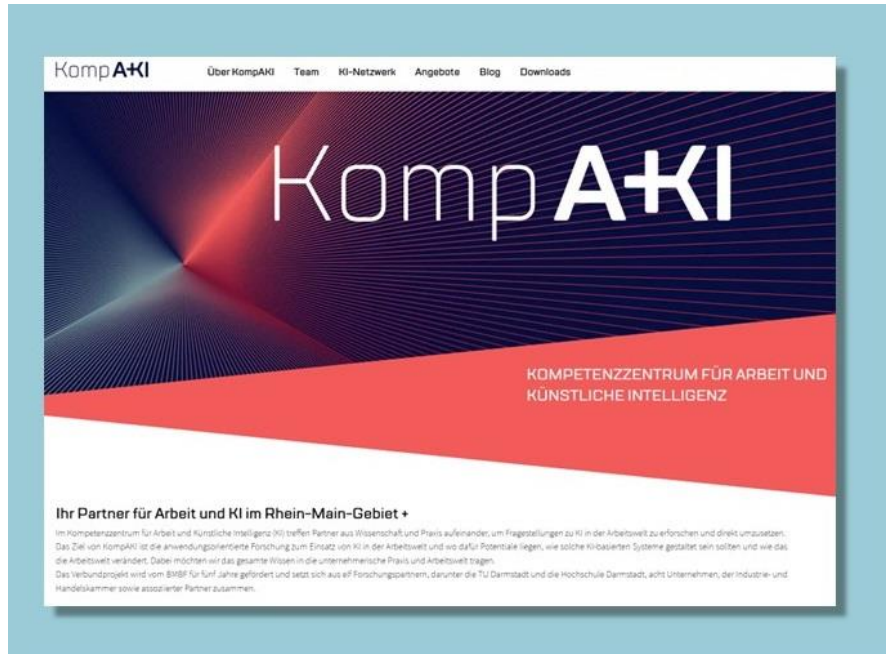 Komp A+KI
Über KompAKI Team KI-Netzwerk Angebote Blog Downloads
Komp A+KI
KOMPETENZZENTRUM FÜR ARBEIT UND
KÜNSTLICHE INTELLIGENZ
Ihr Partner für Arbeit und KI im Rhein-Main-Gebiet +
Im Kompetenzzentrum für Arbeit und Künstliche Intelligenz (KI) treffen Partner aus Wissenschaft und Praxis aufeinander, um Fragestellungen zu KI in der Arbeitswelt zu erforschen und direkt umzusetzen.
Das Ziel von KompAKI ist die anwendungsorientierte Forschung zum Einsatz von KI in der Arbeitswelt und wo dafür Potentiale liegen, wie solche KI-basierten Systeme gestaltet sein sollten und wie das
die Arbeitswelt verändert. Dabei möchten wir das gesamte Wissen in die unternehmerische Praxis und Arbeitswelt tragen.
Das Verbundprojekt wird vom BMBF für fünf Jahre gefördert und setzt sich aus elf Forschungspartnern, darunter die TU Darmstadt und die Hochschule Darmstadt, acht Unternehmen, der Industrie- und
Handelskammer sowie assoziierter Partner zusammen.